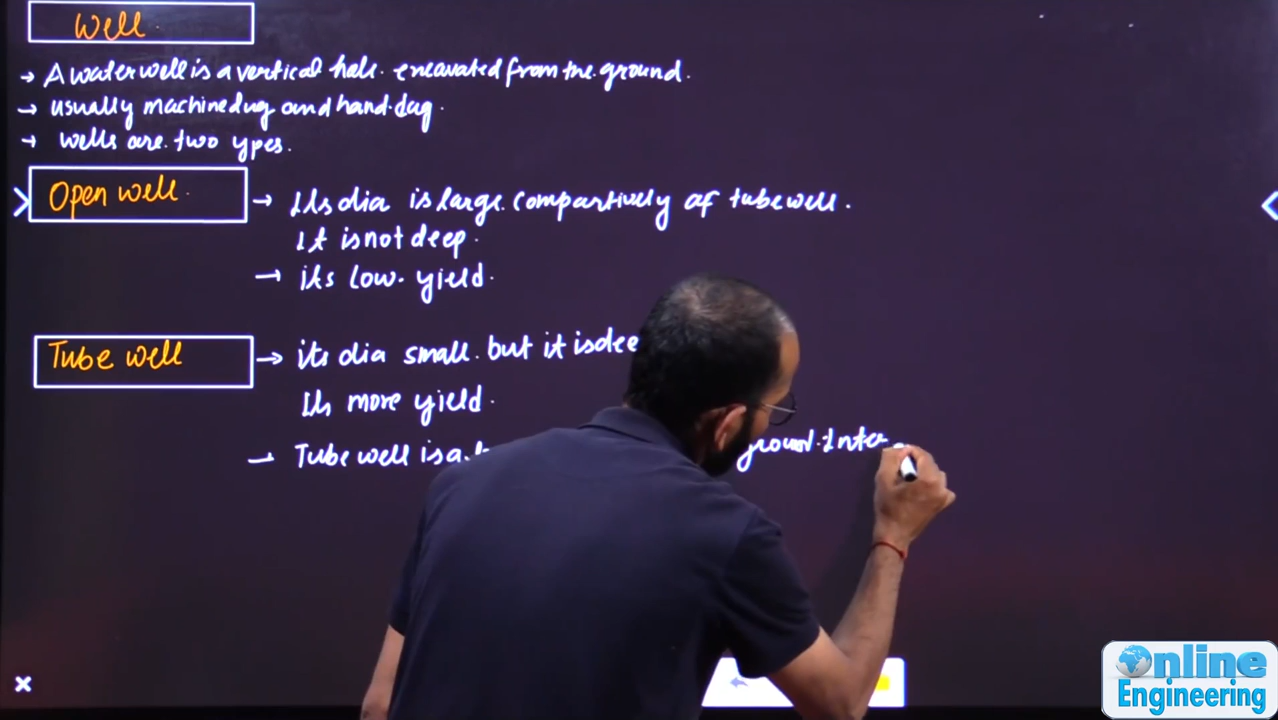 Well
→ A water well is a vertical hole. excavated from the ground.
→ usually machine dug and hand dug.
→ wells are two ypes.
Open well → Its dia is large compartively of tube well.
It is not deep.
→ its low yield.
Tube well → its dia small. but it is dee
Its more yield.
→ Tube well is a
ground. Inter
Online
Engineering